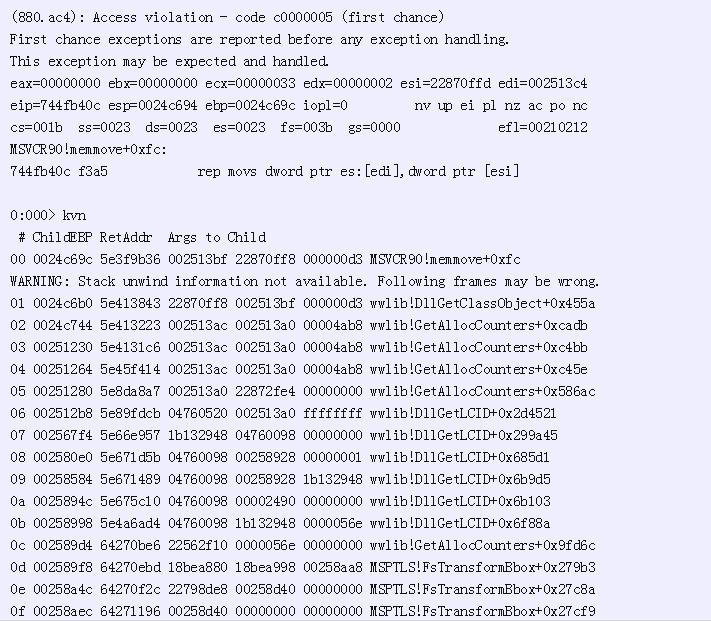 (880.ac4): Access violation - code c0000005 (first chance)
First chance exceptions are reported before any exception handling.
This exception may be expected and handled.
eax=00000000 ebx=00000000 ecx=00000033 edx=00000002 esi=22870ffd edi=002513c4
eip=744fb40c esp=0024c694 ebp=0024c69c iopl=0         nv up ei pl nz ac po nc
cs=001b  ss=0023  ds=0023  es=0023  fs=003b  gs=0000             efl=00210212
MSVCR90!memmove+0xfc:
744fb40c f3a5            rep movs dword ptr es:[edi],dword ptr [esi]
0:000> kvn
 # ChildEBP RetAddr  Args to Child
00 0024c69c 5e3f9b36 002513bf 22870ff8 000000d3 MSVCR90!memmove+0xfc
WARNING: Stack unwind information not available. Following frames may be wrong.
01 0024c6b0 5e413843 22870ff8 002513bf 000000d3 wwlib!DllGetClassObject+0x455a
02 0024c744 5e413223 002513ac 002513a0 00004ab8 wwlib!GetAllocCounters+0xcadb
03 00251230 5e4131c6 002513ac 002513a0 00004ab8 wwlib!GetAllocCounters+0xc4bb
04 00251264 5e45f414 002513ac 002513a0 00004ab8 wwlib!GetAllocCounters+0xc45e
05 00251280 5e8da8a7 002513a0 22872fe4 00000000 wwlib!GetAllocCounters+0x586ac
06 002512b8 5e89fdcb 04760520 002513a0 ffffffff wwlib!DllGetLCID+0x2d4521
07 002567f4 5e66e957 1b132948 04760098 00000000 wwlib!DllGetLCID+0x299a45
08 002580e0 5e671d5b 04760098 00258928 00000001 wwlib!DllGetLCID+0x685d1
09 00258584 5e671489 04760098 00258928 1b132948 wwlib!DllGetLCID+0x6b9d5
0a 0025894c 5e675c10 04760098 00002490 00000000 wwlib!DllGetLCID+0x6b103
0b 00258998 5e4a6ad4 04760098 1b132948 0000056e wwlib!DllGetLCID+0x6f88a
0c 002589d4 64270be6 22562f10 0000056e 00000000 wwlib!GetAllocCounters+0x9fd6c
0d 002589f8 64270ebd 18bea880 18bea998 00258aa8 MSPTLS!FsTransformBbox+0x279b3
0e 00258a4c 64270f2c 22798de8 00258d40 00000000 MSPTLS!FsTransformBbox+0x27c8a
0f 00258aec 64271196 00258d40 00000000 00000000 MSPTLS!FsTransformBbox+0x27cf9